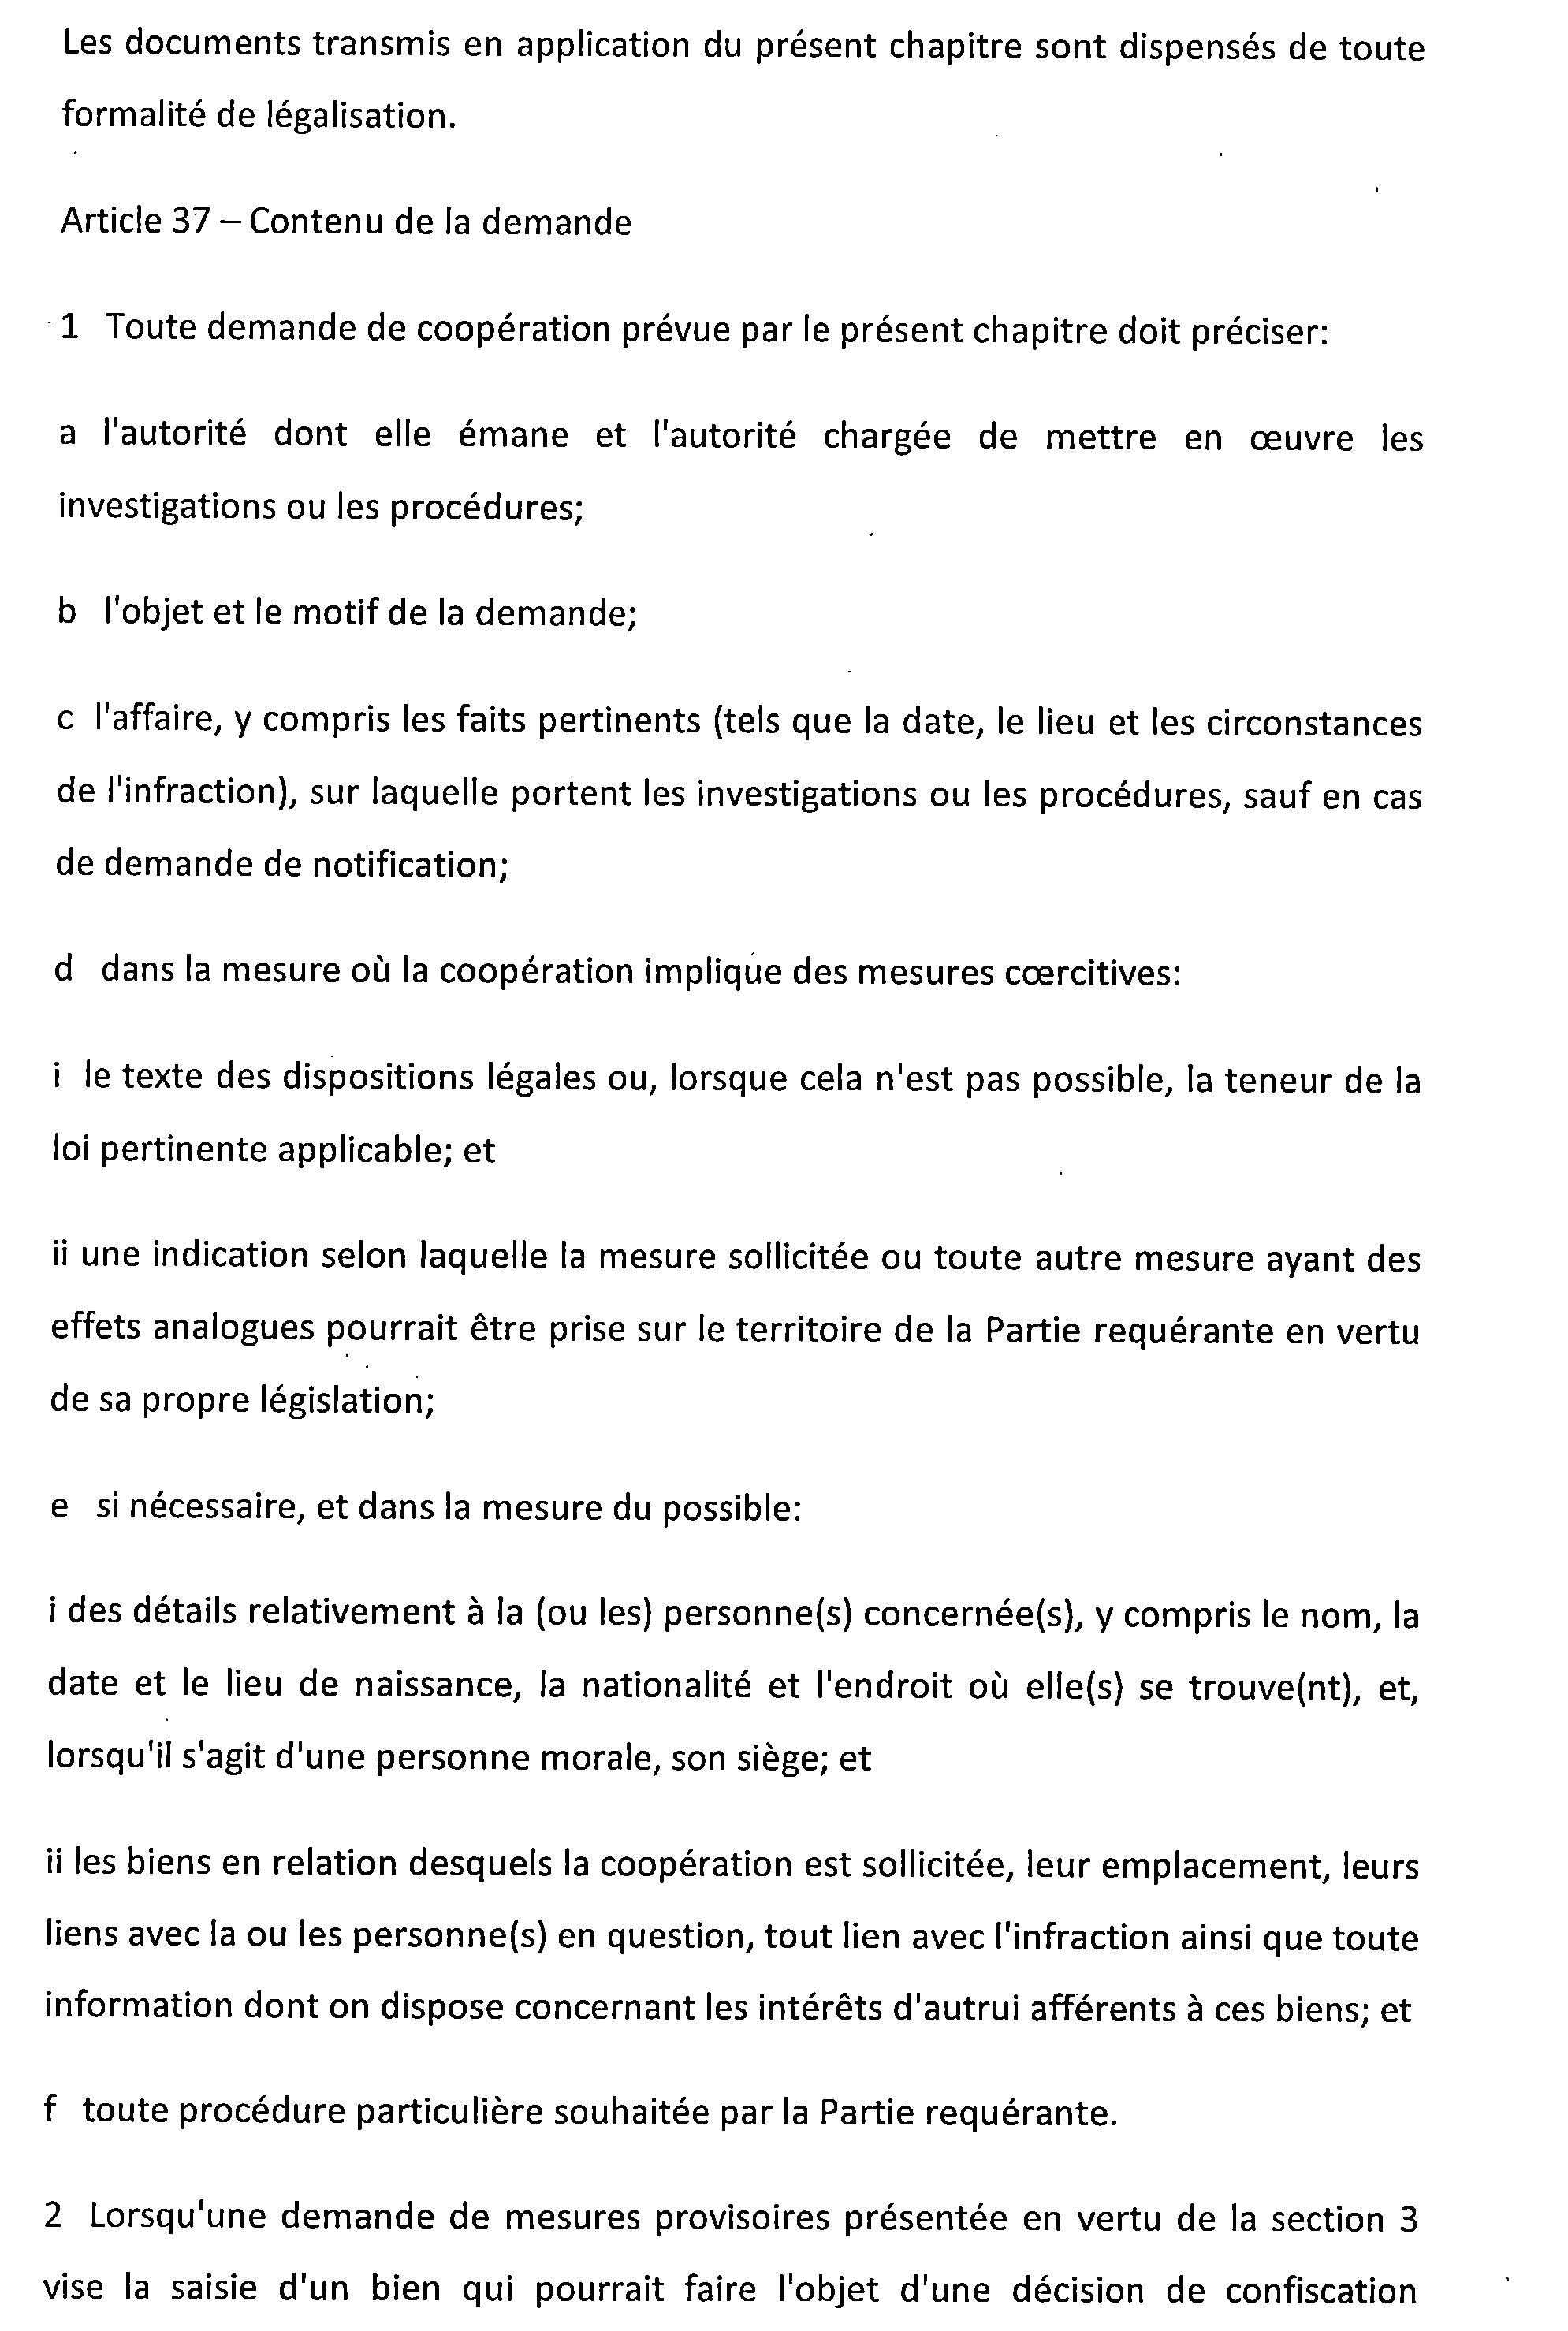 Les documents transmis en application du présent chapitre sont dispensés de toute
formalité de légalisation.
Article 37 – Contenu de la demande
1 Toute demande de coopération prévue par le présent chapitre doit préciser:
a l'autorité dont elle émane et l'autorité chargée de mettre en œuvre les
investigations ou les procédures;
b l'objet et le motif de la demande;
c l'affaire, y compris les faits pertinents (tels que la date, le lieu et les circonstances
de l'infraction), sur laquelle portent les investigations ou les procédures, sauf en cas
de demande de notification;
d dans la mesure où la coopération implique des mesures cœrcitives:
i le texte des dispositions légales ou, lorsque cela n'est pas possible, la teneur de la
loi pertinente applicable; et
ii une indication selon laquelle la mesure sollicitée ou toute autre mesure ayant des
effets analogues pourrait être prise sur le territoire de la Partie requérante en vertu
de sa propre législation;
e si nécessaire, et dans la mesure du possible:
i des détails relativement à la (ou les) personne(s) concernée(s), y compris le nom, la
date et le lieu de naissance, la nationalité et l'endroit où elle(s) se trouve(nt), et,
lorsqu'il s'agit d'une personne morale, son siège; et
ii les biens en relation desquels la coopération est sollicitée, leur emplacement, leurs
liens avec la ou les personne(s) en question, tout lien avec l'infraction ainsi que toute
information dont on dispose concernant les intérêts d'autrui afférents à ces biens; et
f toute procédure particulière souhaitée par la Partie requérante.
2 Lorsqu'une demande de mesures provisoires présentée en vertu de la section 3
vise la saisie d'un bien qui pourrait faire l'objet d'une décision de confiscation